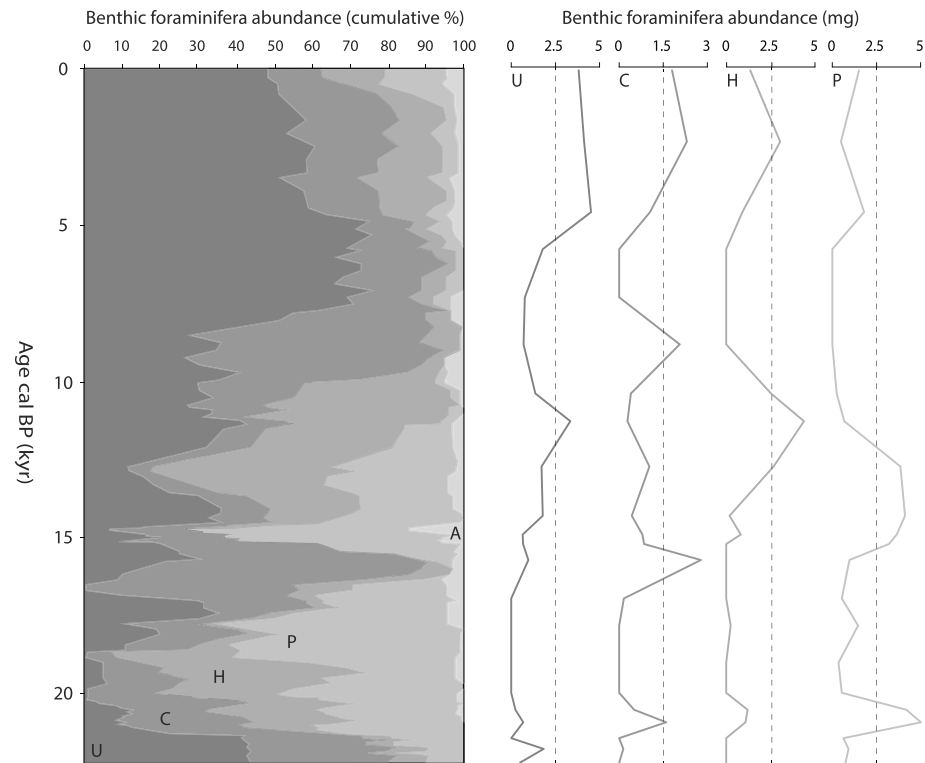 Benthic foraminifera abundance (cumulative %)
0 10 20 30 40 50 60 70 80 90 100
Benthic foraminifera abundance (mg)
0 2.5 5 0 1.5 3 0 2.5 5 0 2.5 5
U C H P
0
5
10
15
20
Age cal BP (kyr)
A
P
H
C
U